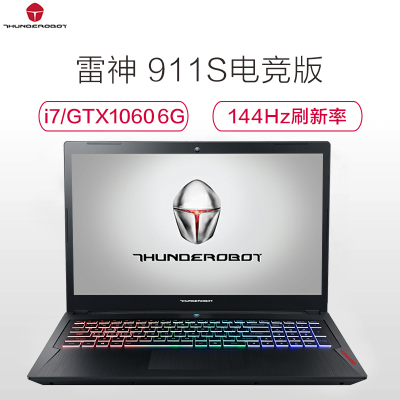 THUNDEROBOT
雷神 911S电竞版
i7/GTX1060 6G
144Hz刷新率
THUNDEROBOT
THUNDEROBOT